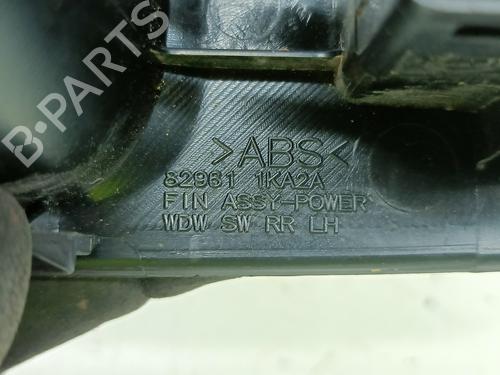 B-PARTS
>ABS<
82961 1KA2A
FIN ASSY-POWER
WDW SW RR LH